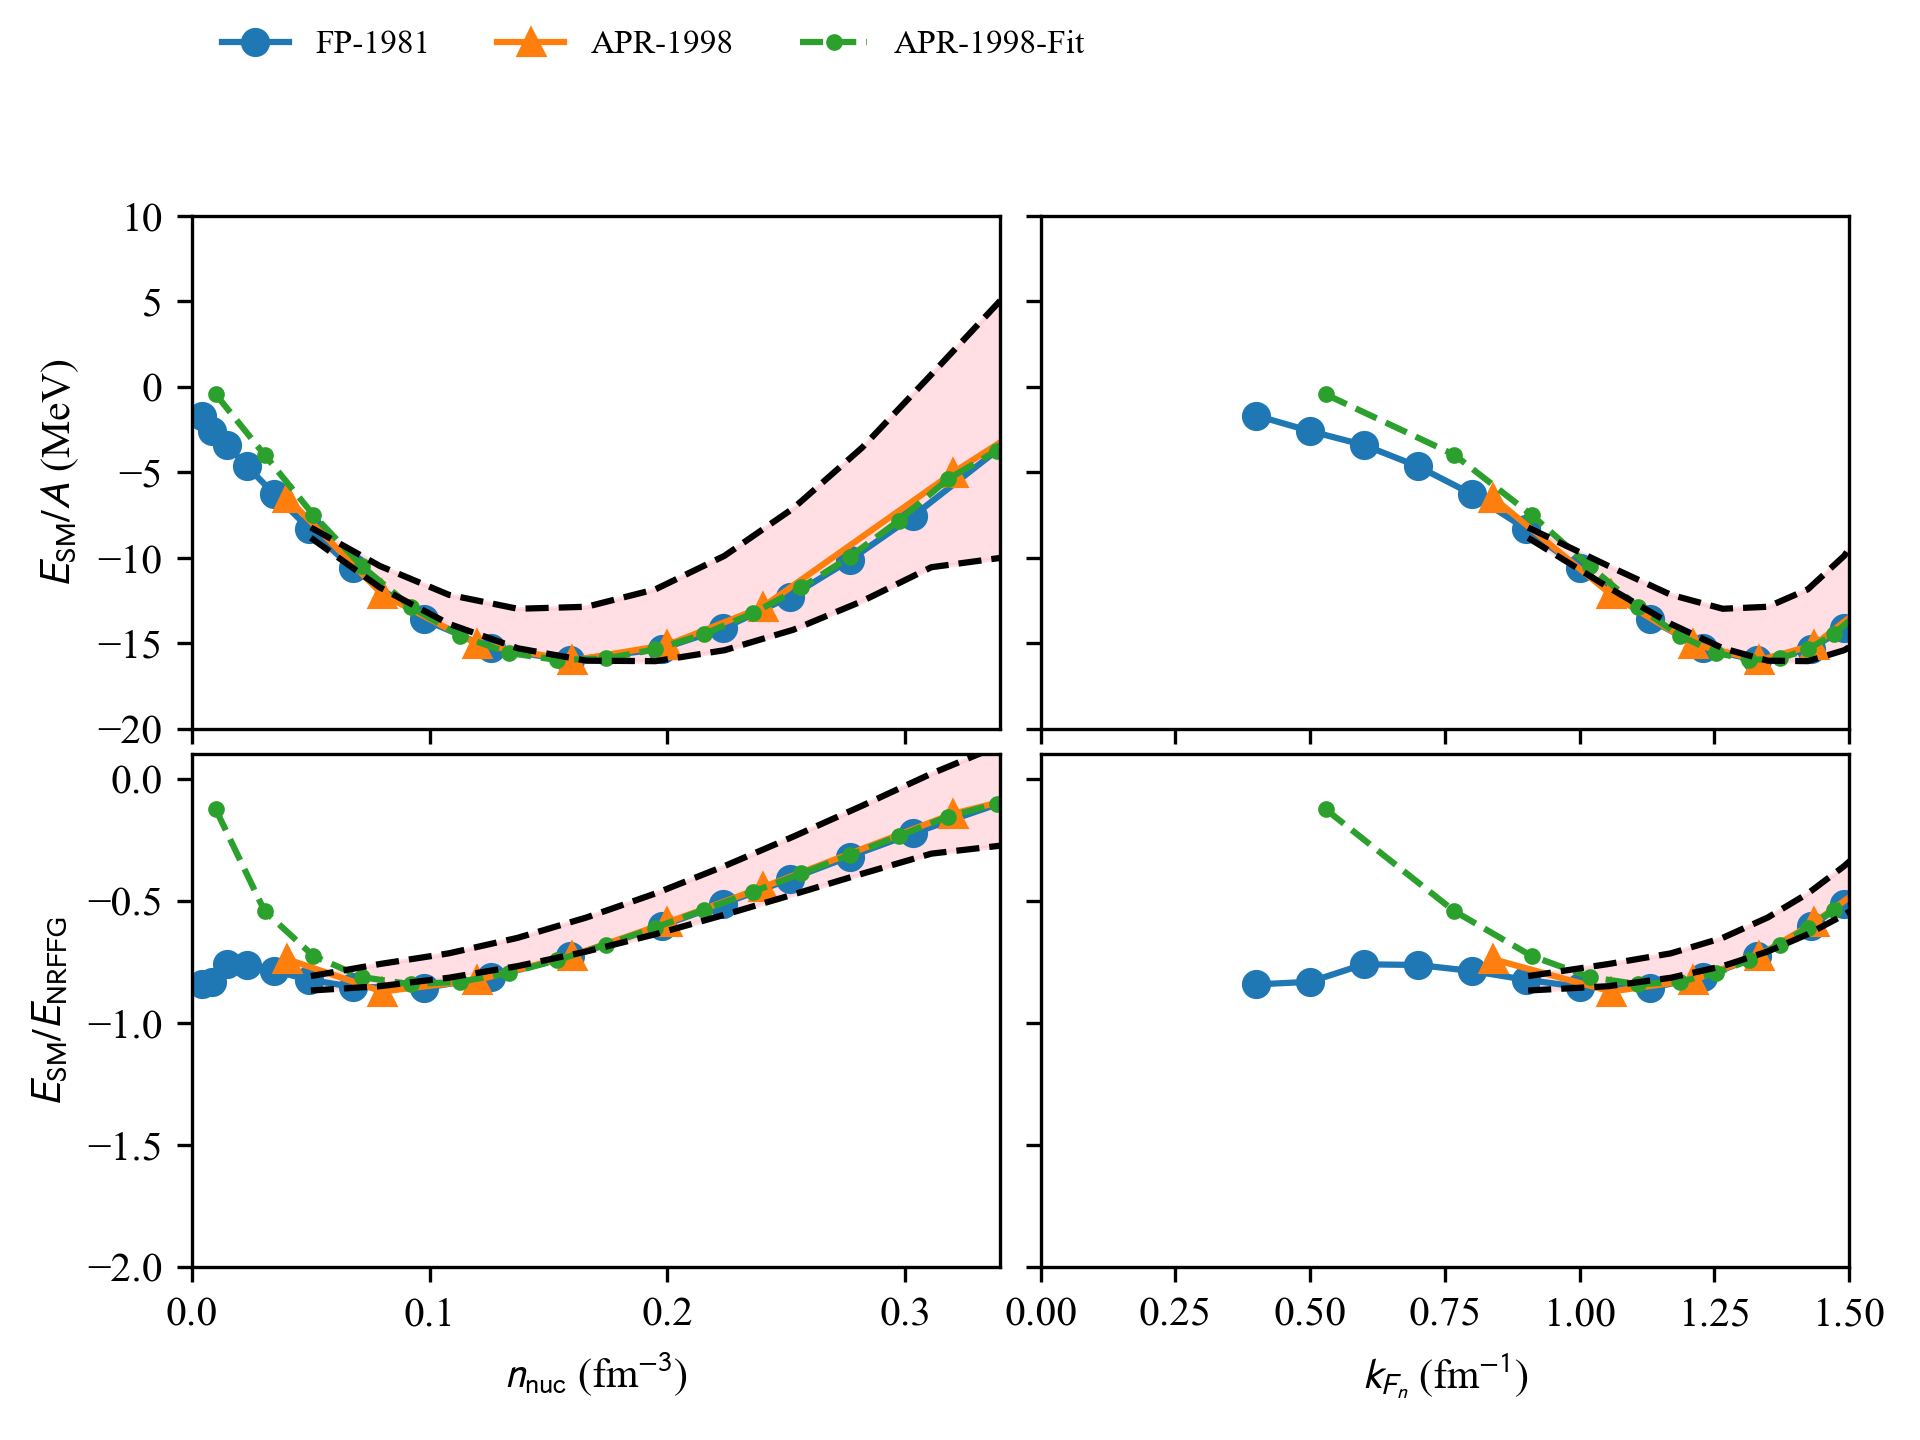 FP-1981 APR-1998 APR-1998-Fit
10
5
0
−5
−10
−15
−20
E_SM/A (MeV)
0.0
−0.5
−1.0
−1.5
−2.0
E_SM/E_NRFFG
0.0 0.1 0.2 0.3
n_nuc (fm⁻³)
0.00 0.25 0.50 0.75 1.00 1.25 1.50
k_{F_n} (fm⁻¹)